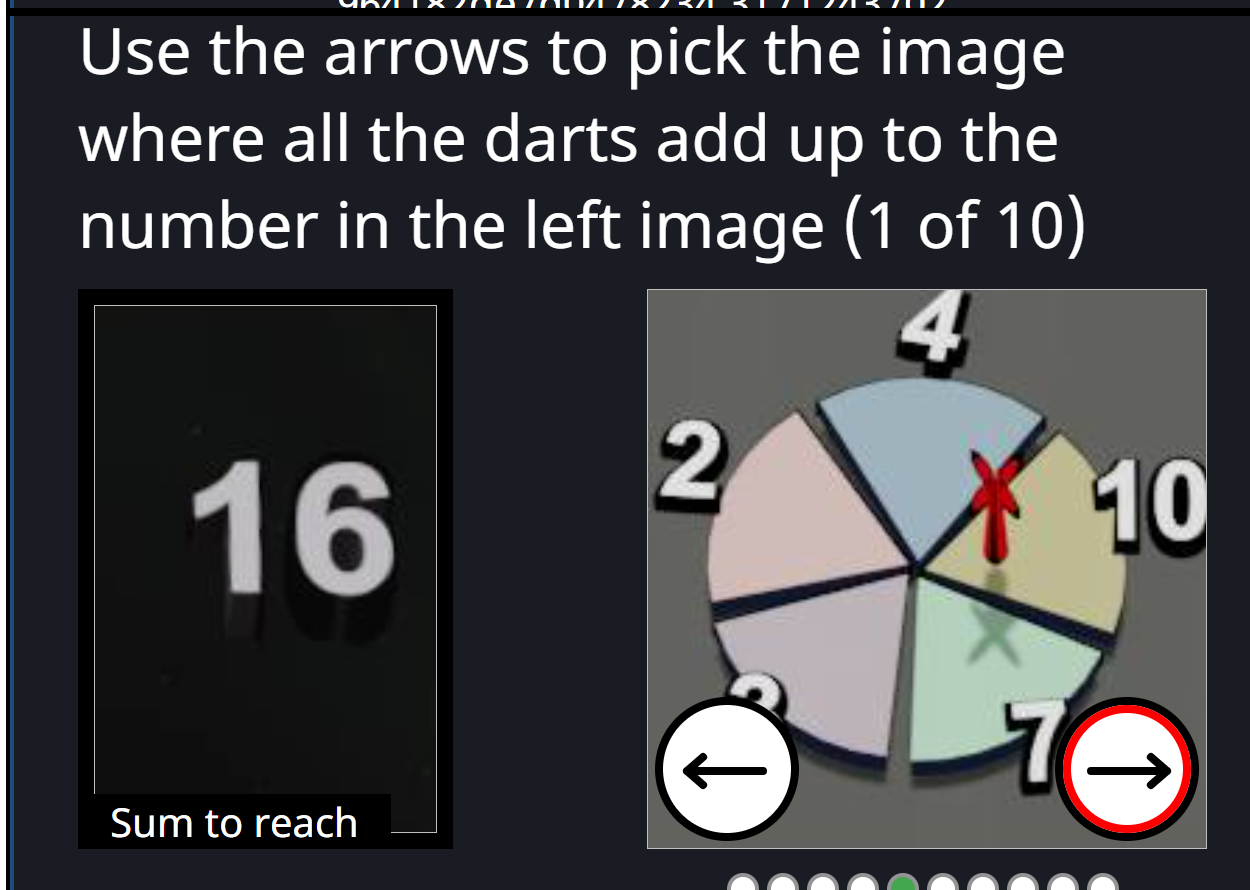 Use the arrows to pick the image
where all the darts add up to the
number in the left image (1 of 10)
16
Sum to reach
4
2
10
7